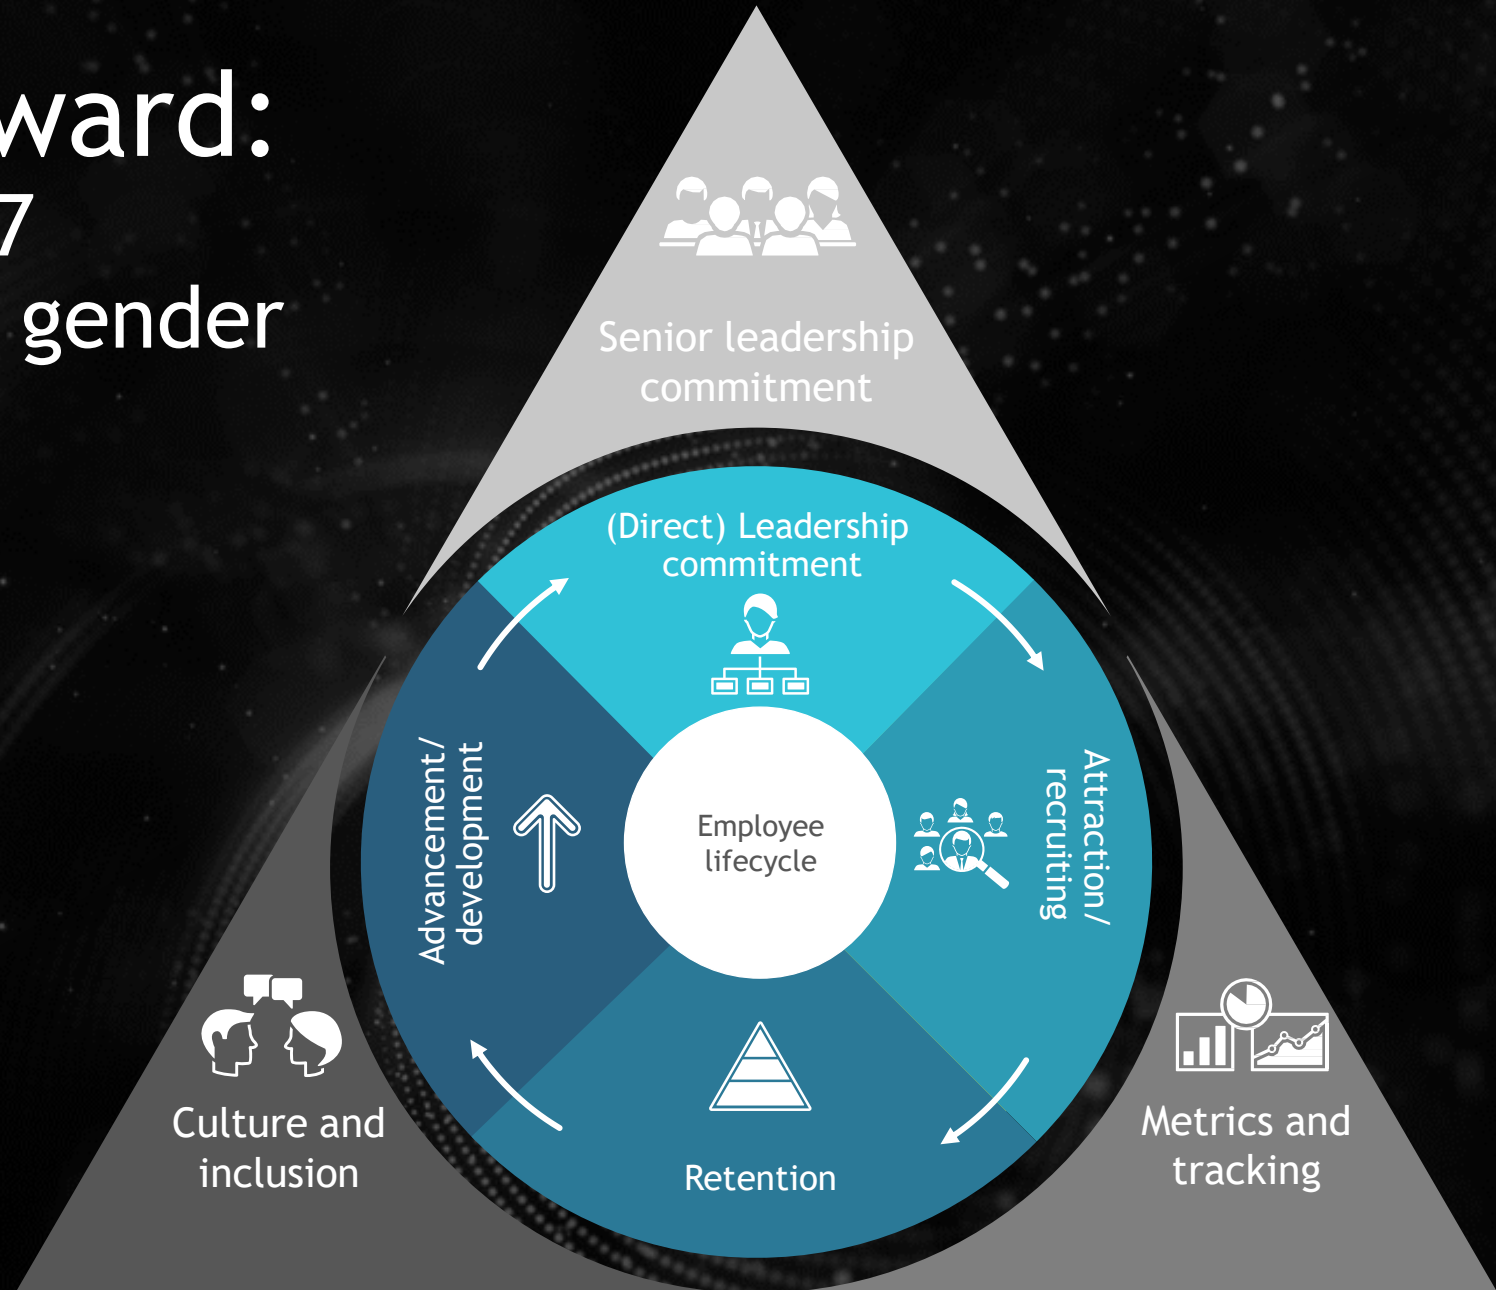 ward:
7
gender
Senior leadership
commitment
(Direct) Leadership
commitment
Advancement/
development
Employee
lifecycle
Attraction/
recruiting
Culture and
inclusion
Retention
Metrics and
tracking